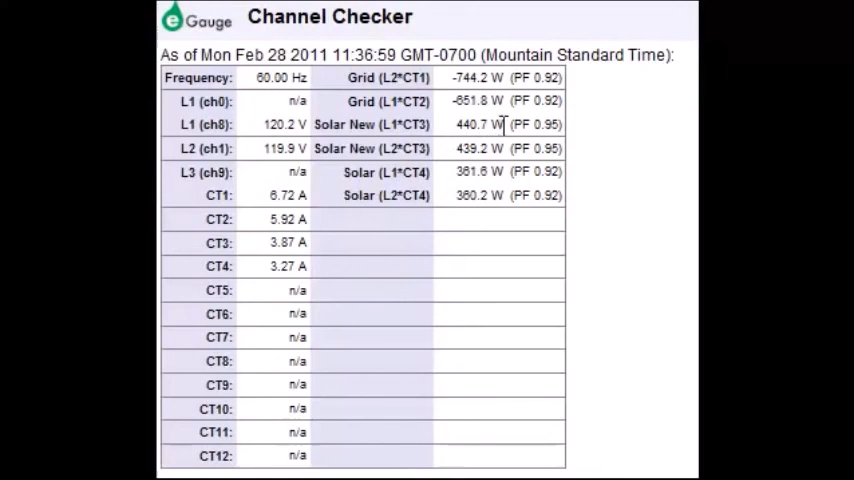 eGauge Channel Checker
As of Mon Feb 28 2011 11:36:59 GMT-0700 (Mountain Standard Time):
Frequency: 60.00 Hz Grid (L2*CT1) -744.2 W (PF 0.92)
L1 (ch0): n/a Grid (L1*CT2) -651.8 W (PF 0.92)
L1 (ch8): 120.2 V Solar New (L1*CT3) 440.7 W (PF 0.95)
L2 (ch1): 119.9 V Solar New (L2*CT3) 439.2 W (PF 0.95)
L3 (ch9): n/a Solar (L1*CT4) 361.6 W (PF 0.92)
CT1: 6.72 A Solar (L2*CT4) 360.2 W (PF 0.92)
CT2: 5.92 A
CT3: 3.87 A
CT4: 3.27 A
CT5: n/a
CT6: n/a
CT7: n/a
CT8: n/a
CT9: n/a
CT10: n/a
CT11: n/a
CT12: n/a